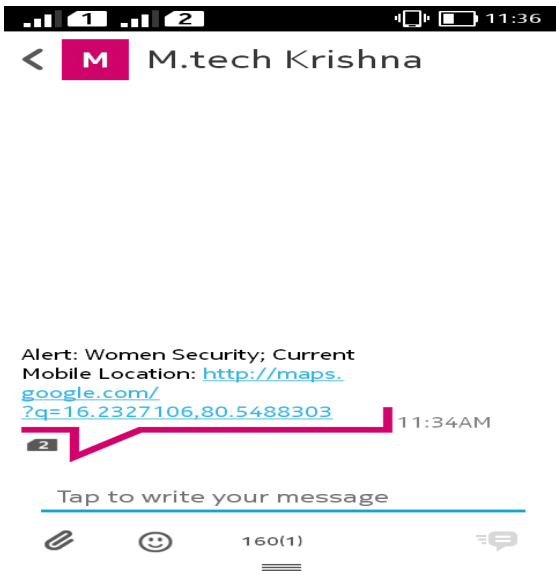 1 2 11:36
M M.tech Krishna
Alert: Women Security; Current
Mobile Location: http://maps.
google.com/
?q=16.2327106,80.5488303
11:34AM
2
Tap to write your message
160(1)